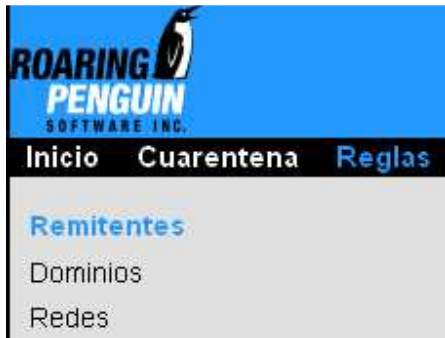 ROARING
PENGUIN
SOFTWARE INC.
Inicio Cuarentena Reglas
Remitentes
Dominios
Redes